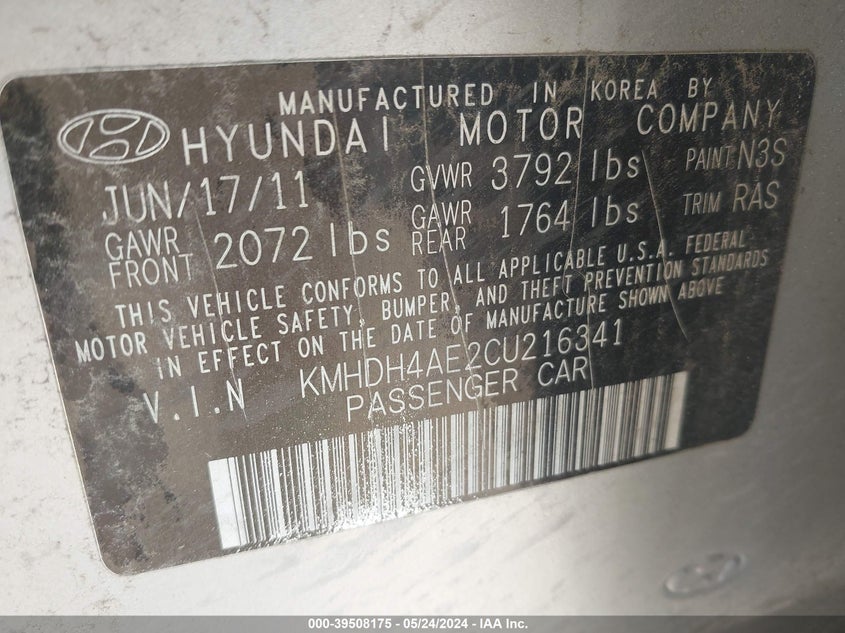 MANUFACTURED IN KOREA BY
HYUNDAI MOTOR COMPANY
JUN/17/11 GVWR 3792 lbs PAINT N3S
GAWR FRONT 2072 lbs GAWR REAR 1764 lbs TRIM RAS
THIS VEHICLE CONFORMS TO ALL APPLICABLE U.S.A. FEDERAL
MOTOR VEHICLE SAFETY, BUMPER, AND THEFT PREVENTION STANDARDS
IN EFFECT ON THE DATE OF MANUFACTURE SHOWN ABOVE
V.I.N KMHDH4AE2CU216341
PASSENGER CAR
000-39508175 - 05/24/2024 - IAA Inc.